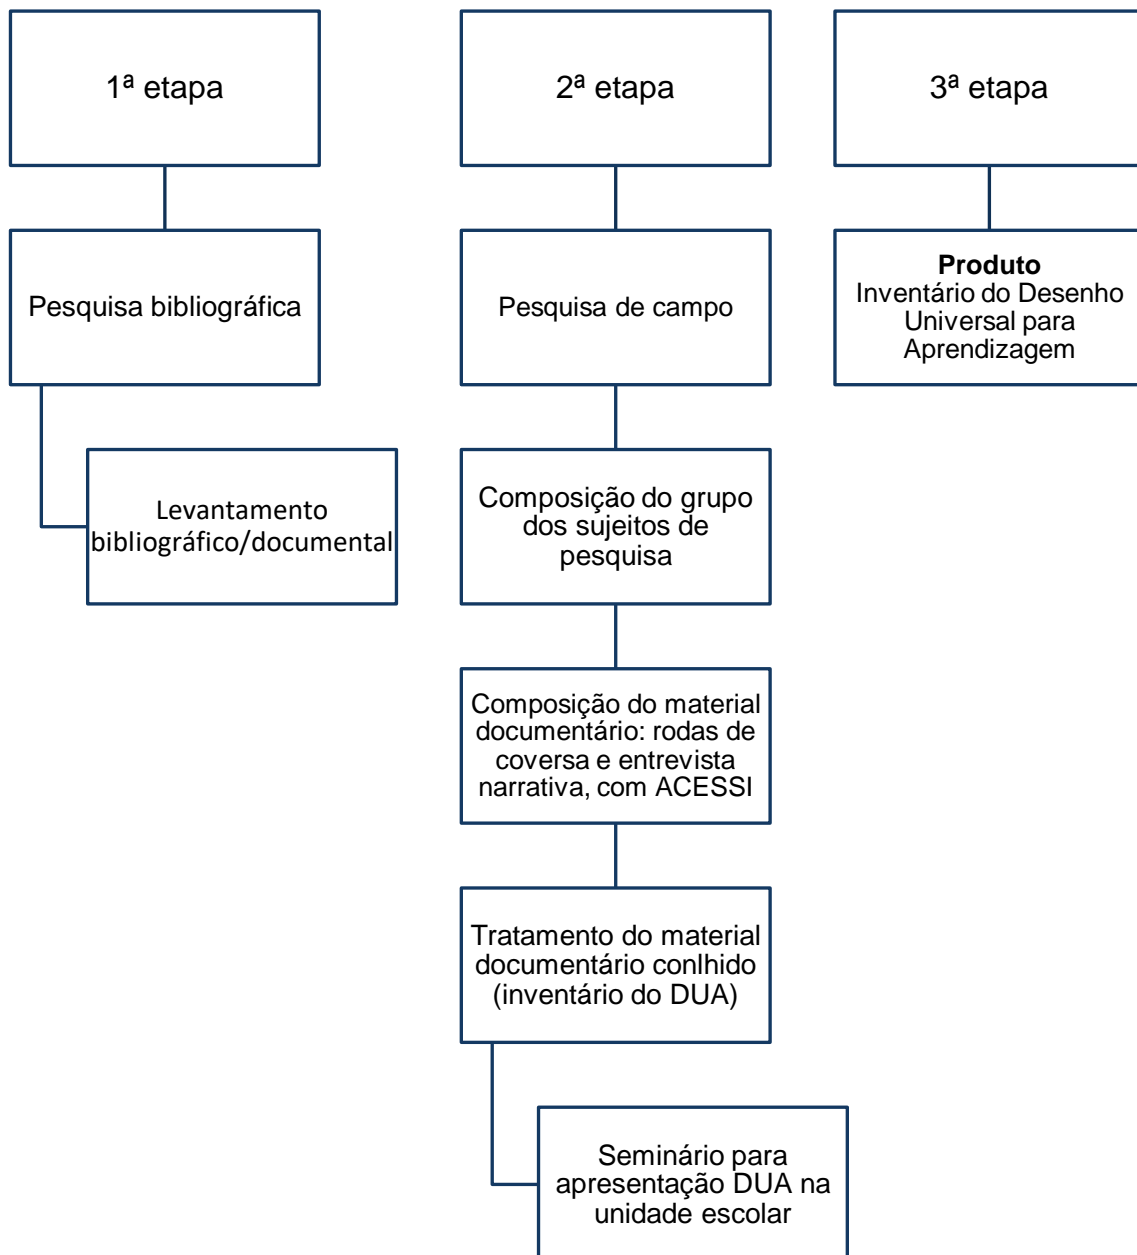 1ª etapa
2ª etapa
3ª etapa
Pesquisa bibliográfica
Pesquisa de campo
Produto
Inventário do Desenho
Universal para
Aprendizagem
Levantamento
bibliográfico/documental
Composição do grupo
dos sujeitos de
pesquisa
Composição do material
documentário: rodas de
coversa e entrevista
narrativa, com ACESSI
Tratamento do material
documentário conlhido
(inventário do DUA)
Seminário para
apresentação DUA na
unidade escolar